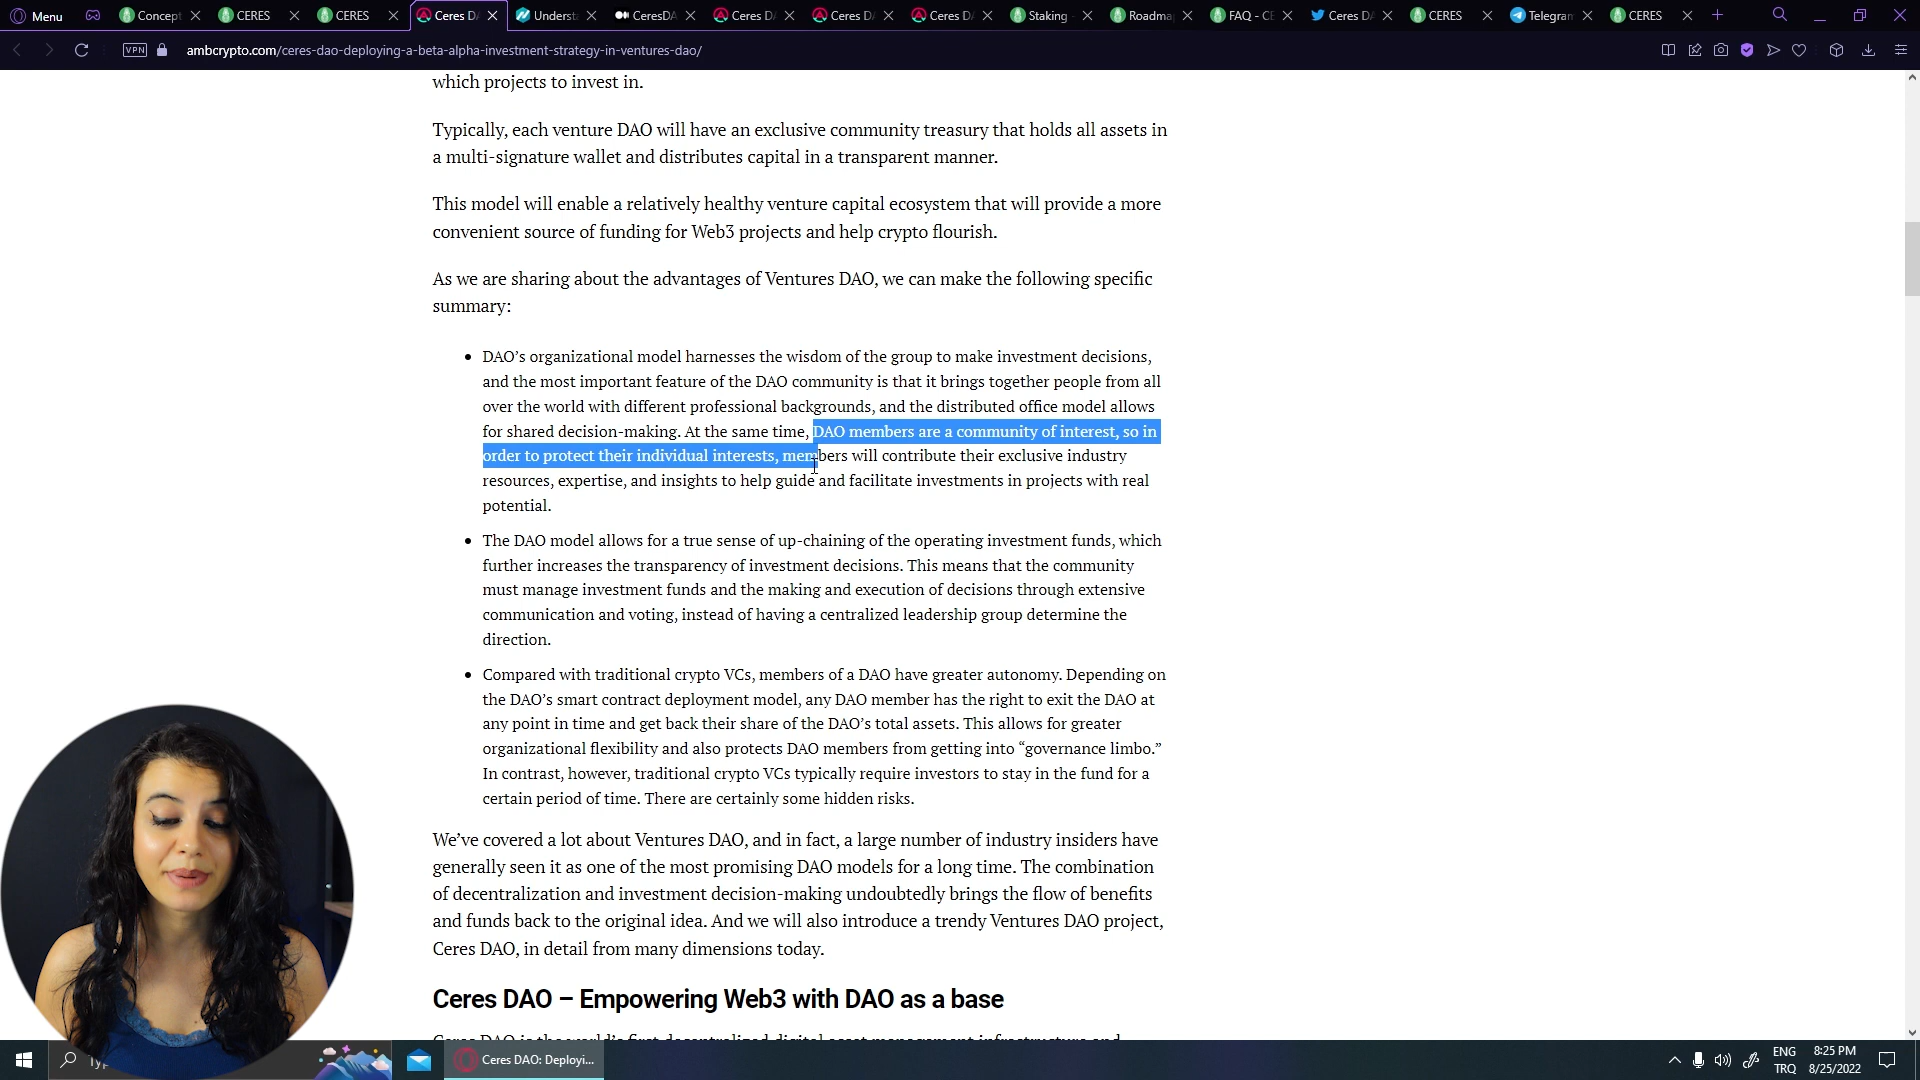 Menu
Concept
CERES
CERES
Ceres DA
Underst
CeresDA
Ceres DA
Ceres DA
Ceres DA
Staking
Roadma
FAQ - CE
Ceres DA
CERES
Telegram
CERES
VPN
ambcrypto.com/ceres-dao-deploying-a-beta-alpha-investment-strategy-in-ventures-dao/
which projects to invest in.
Typically, each venture DAO will have an exclusive community treasury that holds all assets in
a multi-signature wallet and distributes capital in a transparent manner.
This model will enable a relatively healthy venture capital ecosystem that will provide a more
convenient source of funding for Web3 projects and help crypto flourish.
As we are sharing about the advantages of Ventures DAO, we can make the following specific
summary:
• DAO’s organizational model harnesses the wisdom of the group to make investment decisions,
and the most important feature of the DAO community is that it brings together people from all
over the world with different professional backgrounds, and the distributed office model allows
for shared decision-making. At the same time, DAO members are a community of interest, so in
order to protect their individual interests, members will contribute their exclusive industry
resources, expertise, and insights to help guide and facilitate investments in projects with real
potential.
• The DAO model allows for a true sense of up-chaining of the operating investment funds, which
further increases the transparency of investment decisions. This means that the community
must manage investment funds and the making and execution of decisions through extensive
communication and voting, instead of having a centralized leadership group determine the
direction.
• Compared with traditional crypto VCs, members of a DAO have greater autonomy. Depending on
the DAO’s smart contract deployment model, any DAO member has the right to exit the DAO at
any point in time and get back their share of the DAO’s total assets. This allows for greater
organizational flexibility and also protects DAO members from getting into “governance limbo.”
In contrast, however, traditional crypto VCs typically require investors to stay in the fund for a
certain period of time. There are certainly some hidden risks.
We’ve covered a lot about Ventures DAO, and in fact, a large number of industry insiders have
generally seen it as one of the most promising DAO models for a long time. The combination
of decentralization and investment decision-making undoubtedly brings the flow of benefits
and funds back to the original idea. And we will also introduce a trendy Ventures DAO project,
Ceres DAO, in detail from many dimensions today.
Ceres DAO – Empowering Web3 with DAO as a base
Ceres DAO is the world’s first decentralized digital asset management infrastructure and
Ceres DAO: Deployi...
ENG
TRQ
8:25 PM
8/25/2022